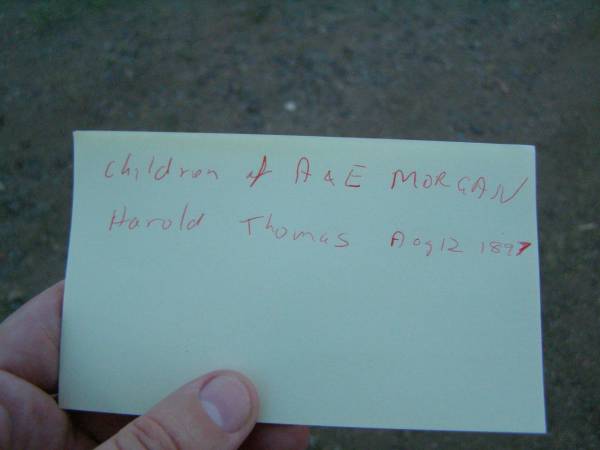 Children of A & E MORGAN
Harold Thomas Aug 12 1897